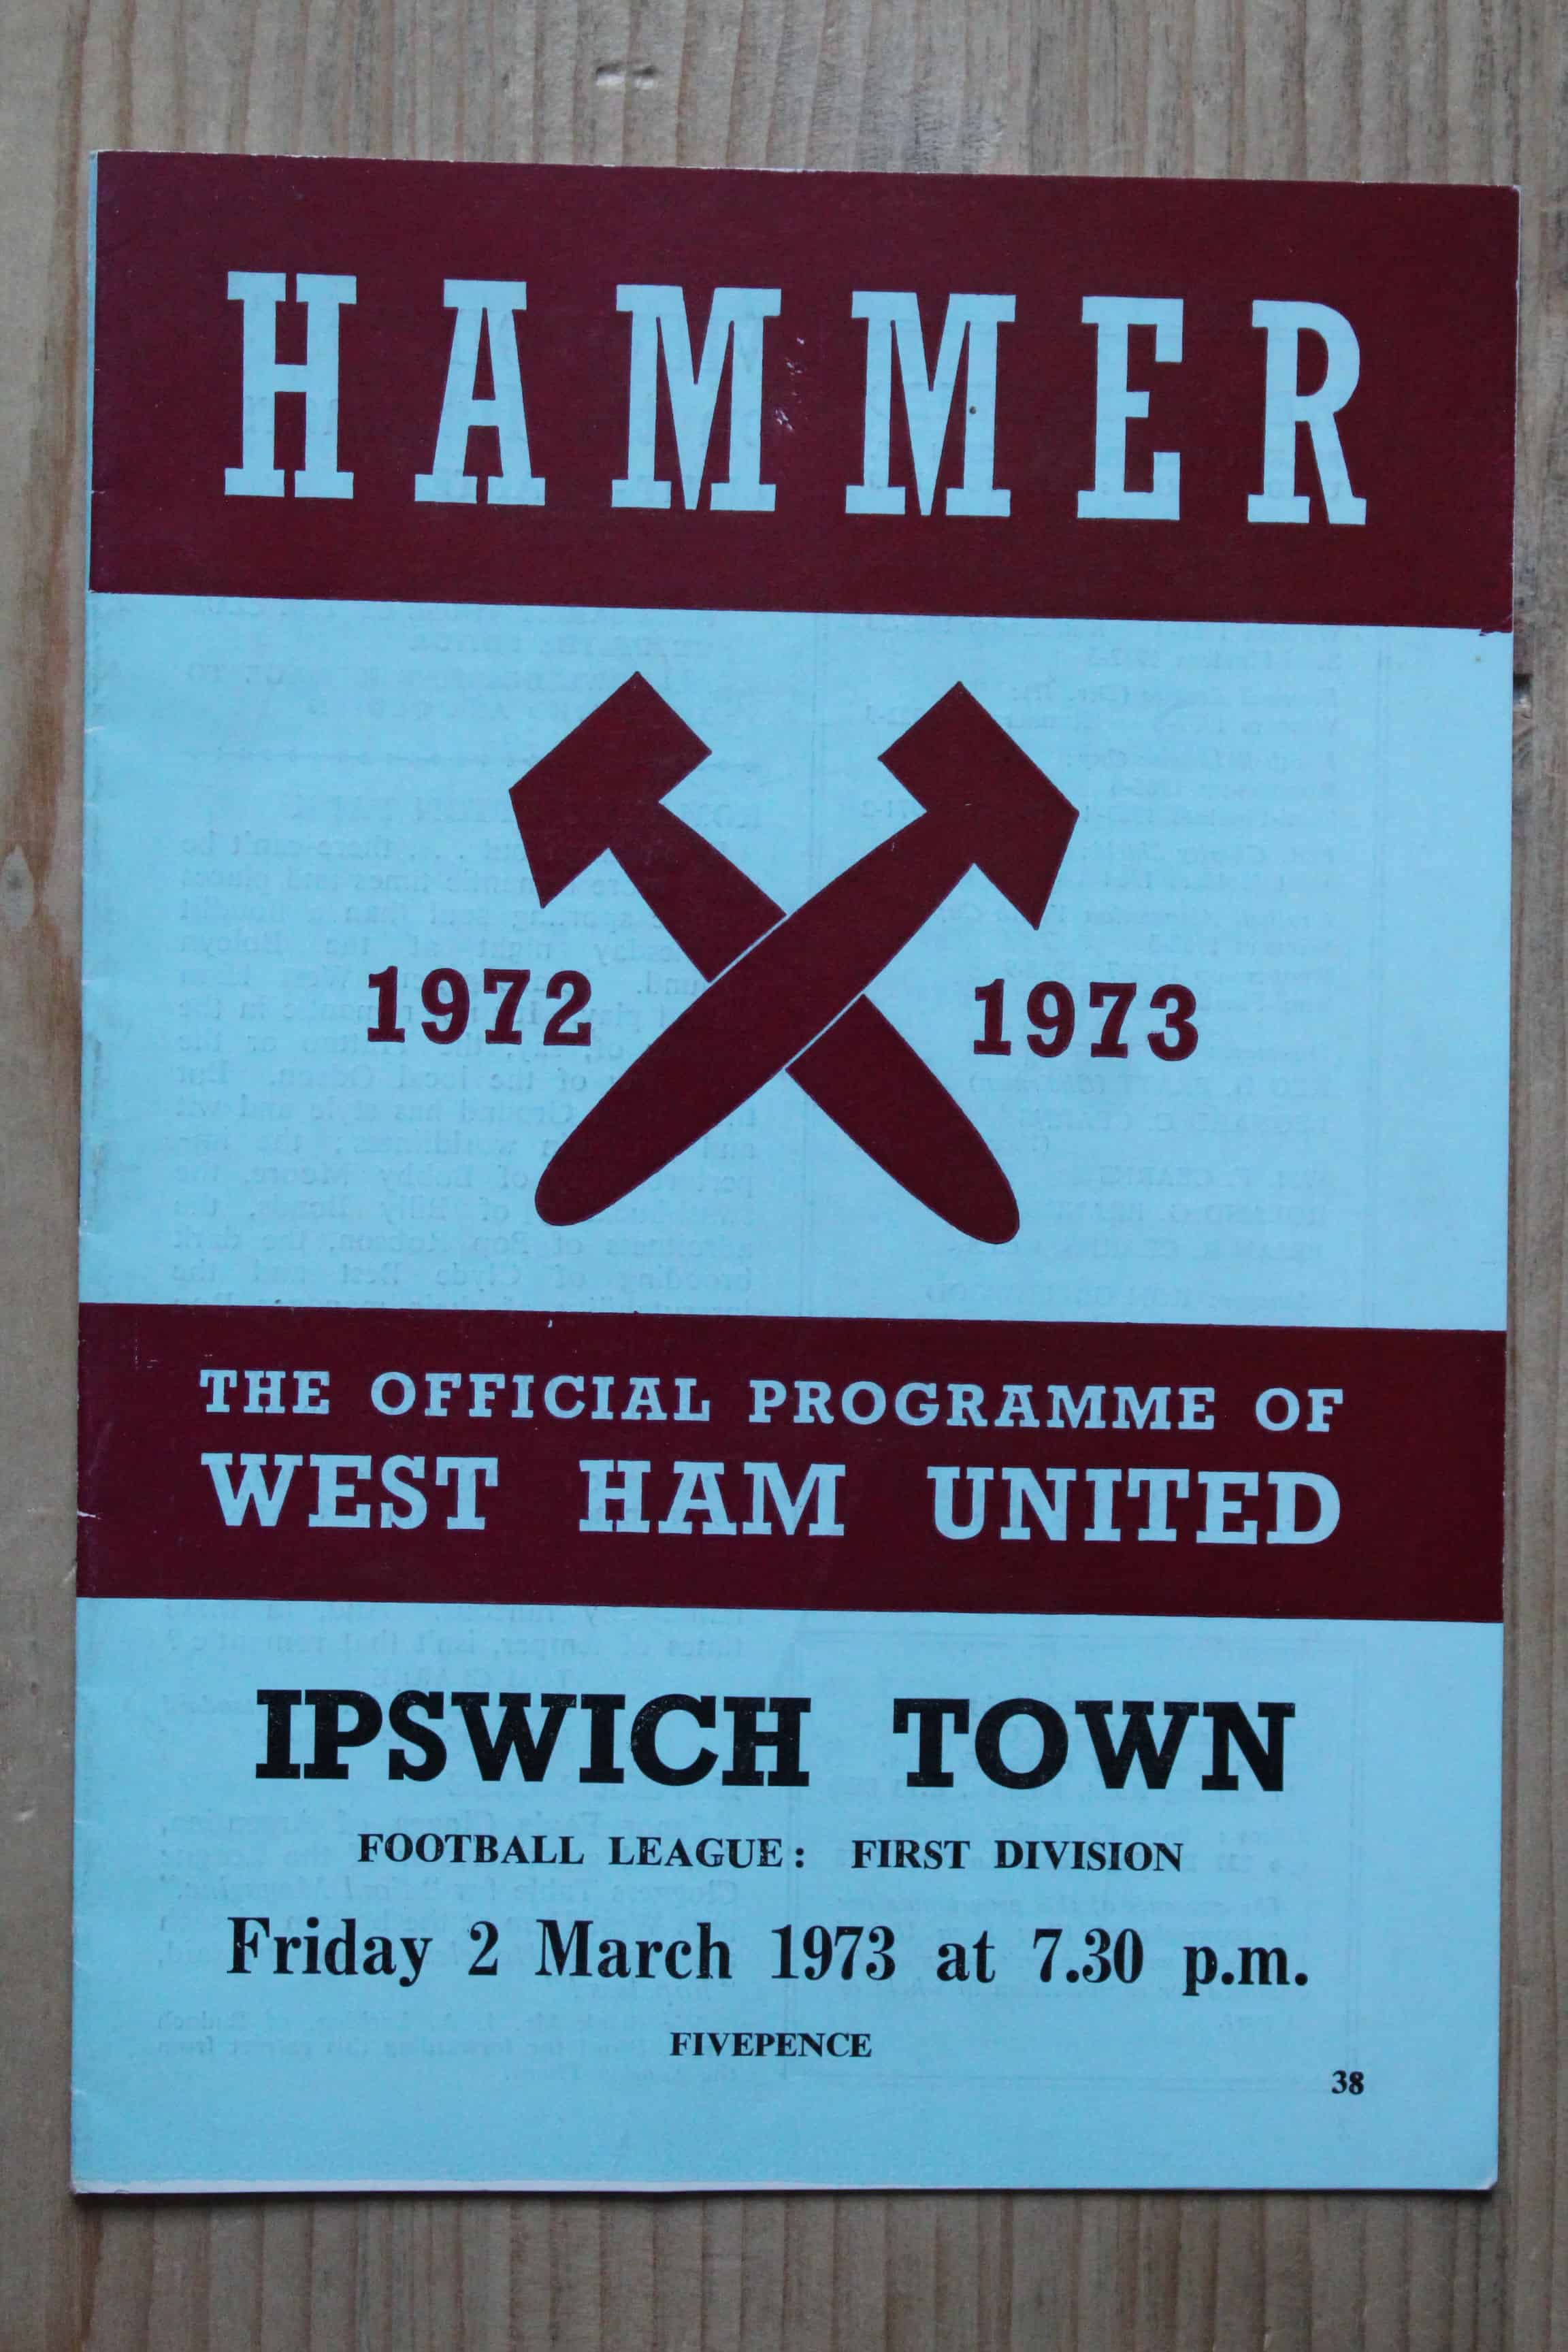 HAMMER
1972 1973
THE OFFICIAL PROGRAMME OF
WEST HAM UNITED
IPSWICH TOWN
FOOTBALL LEAGUE: FIRST DIVISION
Friday 2 March 1973 at 7.30 p.m.
FIVEPENCE
38